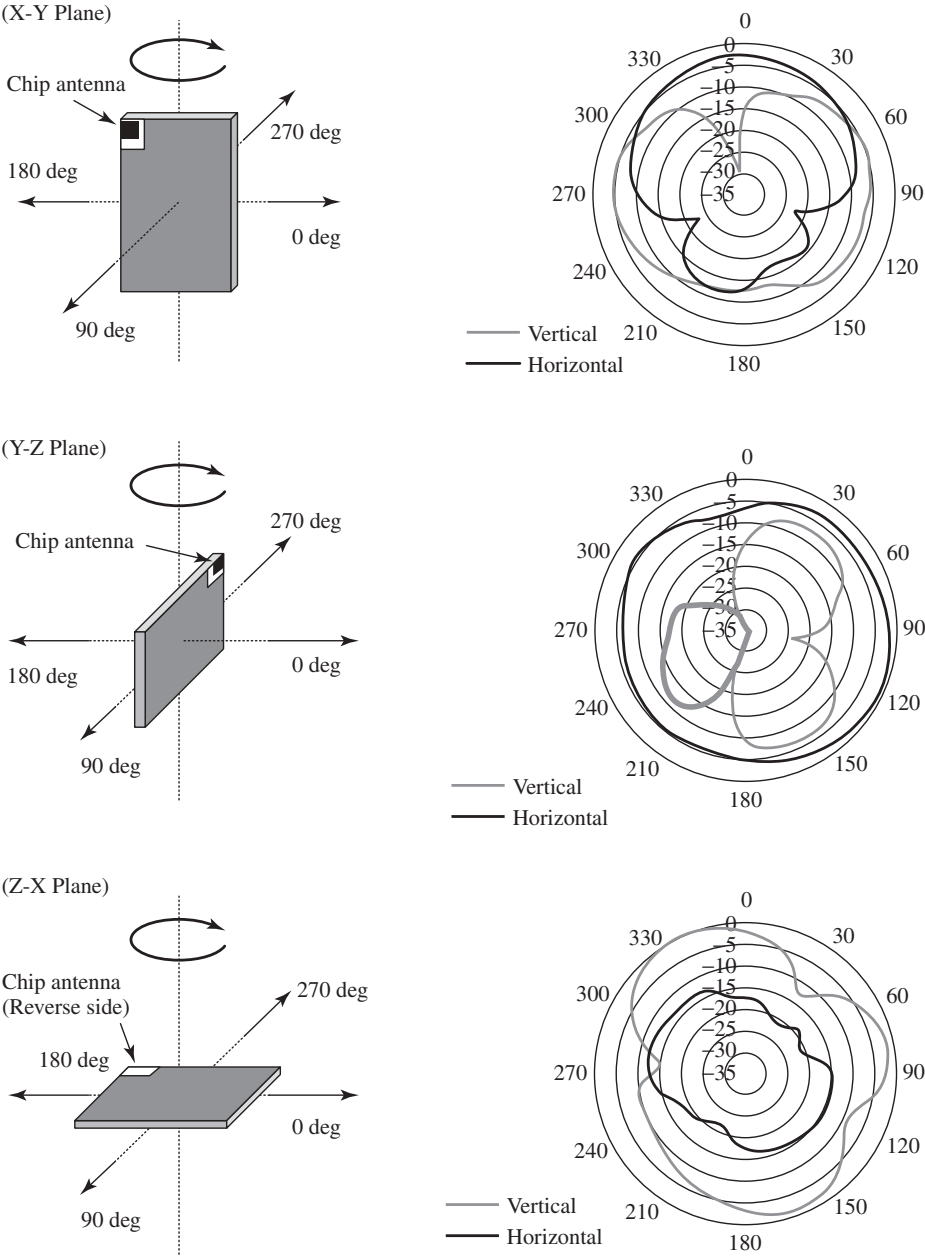 (X-Y Plane)
Chip antenna
270 deg
180 deg
0 deg
90 deg
0
30
60
90
120
150
180
210
240
270
300
330
0
–5
–10
–15
–20
–25
–30
–35
Vertical
Horizontal
(Y-Z Plane)
Chip antenna
270 deg
180 deg
0 deg
90 deg
0
30
60
90
120
150
180
210
240
270
300
330
0
–5
–10
–15
–20
–25
–30
–35
Vertical
Horizontal
(Z-X Plane)
Chip antenna
(Reverse side)
270 deg
180 deg
0 deg
90 deg
0
30
60
90
120
150
180
210
240
270
300
330
0
–5
–10
–15
–20
–25
–30
–35
Vertical
Horizontal